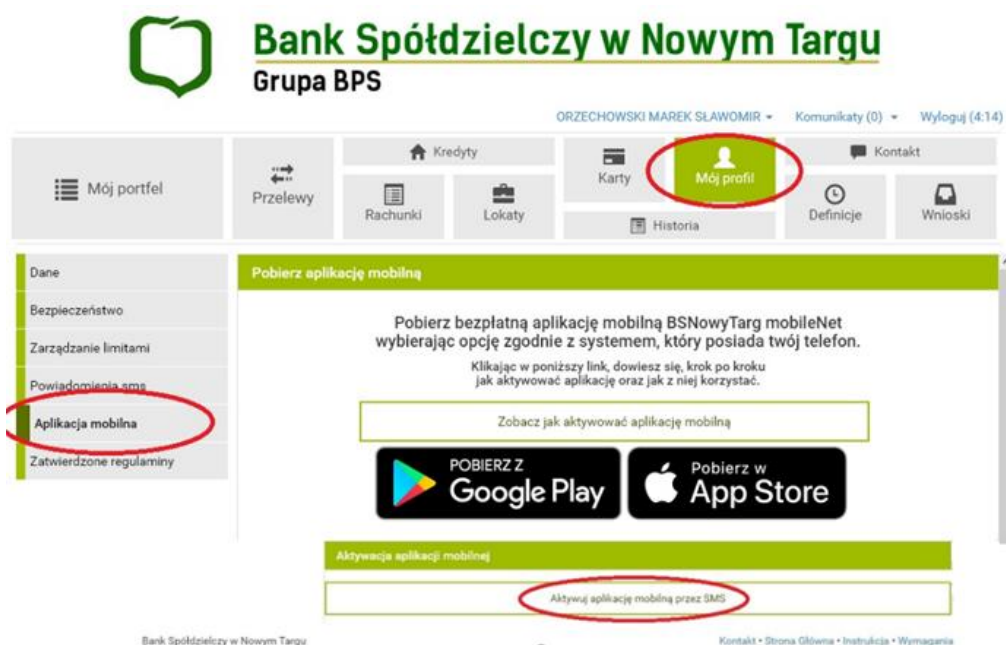 Bank Spółdzielczy w Nowym Targu
Grupa BPS
ORZECHOWSKI MAREK SŁAWOMIR Komunikaty (0) Wyloguj (4:14)
Mój portfel
Przelewy
Kredyty
Rachunki
Lokaty
Karty
Mój profil
Historia
Kontakt
Definicje
Wnioski
Dane
Bezpieczeństwo
Zarządzanie limitami
Powiadomienia sms
Aplikacja mobilna
Zatwierdzone regulaminy
Pobierz aplikację mobilną
Pobierz bezpłatną aplikację mobilną BSNowyTarg mobileNet
wybierając opcję zgodnie z systemem, który posiada twój telefon.
Klikając w poniższy link, dowiesz się, krok po kroku
jak aktywować aplikację oraz jak z niej korzystać.
Zobacz jak aktywować aplikację mobilną
POBIERZ Z
Google Play
Pobierz w
App Store
Aktywacja aplikacji mobilnej
Aktywuj aplikację mobilną przez SMS
Bank Spółdzielczy w Nowym Targu
Kontakt • Strona Główna • Instrukcja • Wymagania